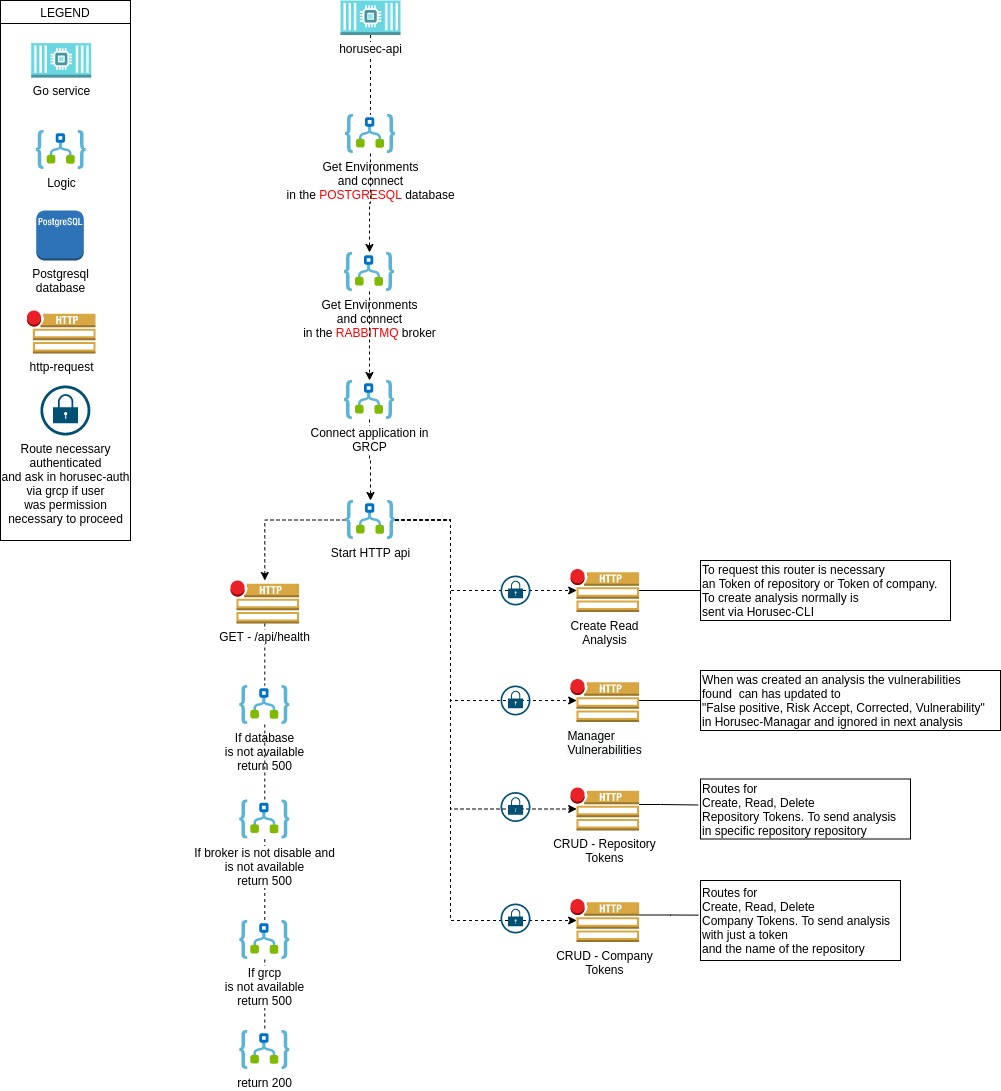 LEGEND
Go service
Logic
PostgreSQL
Postgresql
database
HTTP
http-request
Route necessary
authenticated
and ask in horusec-auth
via grcp if user
was permission
necessary to proceed
horusec-api
Get Environments
and connect
in the POSTGRESQL database
Get Environments
and connect
in the RABBITMQ broker
Connect application in
GRCP
Start HTTP api
HTTP
GET - /api/health
If database
is not available
return 500
If broker is not disable and
is not available
return 500
If grcp
is not available
return 500
return 200
HTTP
Create Read
Analysis
To request this router is necessary
an Token of repository or Token of company.
To create analysis normally is
sent via Horusec-CLI
HTTP
Manager
Vulnerabilities
When was created an analysis the vulnerabilities
found  can has updated to
"False positive, Risk Accept, Corrected, Vulnerability"
in Horusec-Managar and ignored in next analysis
HTTP
CRUD - Repository
Tokens
Routes for
Create, Read, Delete
Repository Tokens. To send analysis
in specific repository repository
HTTP
CRUD - Company
Tokens
Routes for
Create, Read, Delete
Company Tokens. To send analysis
with just a token
and the name of the repository